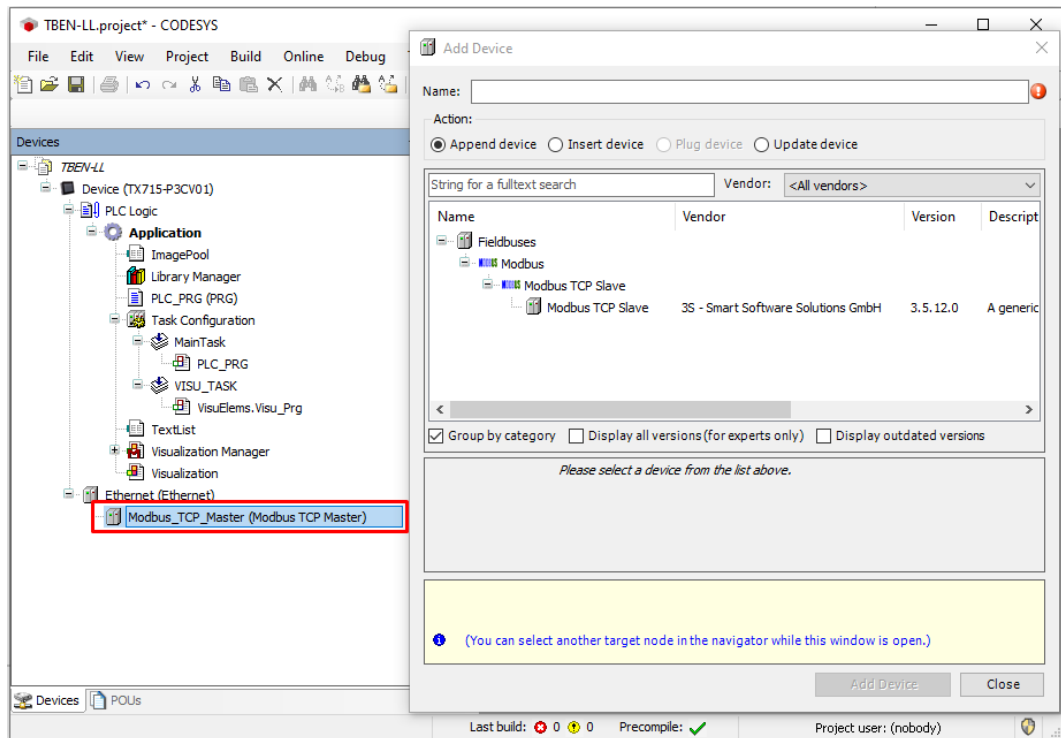 TBEN-LL.project* - CODESYS
File Edit View Project Build Online Debug
Devices
TBEN-LL
Device (TX715-P3CV01)
PLC Logic
Application
ImagePool
Library Manager
PLC_PRG (PRG)
Task Configuration
MainTask
PLC_PRG
VISU_TASK
VisuElems.Visu_Prg
TextList
Visualization Manager
Visualization
Ethernet (Ethernet)
Modbus_TCP_Master (Modbus TCP Master)
Devices POUs
Add Device
Name:
Action:
Append device Insert device Plug device Update device
String for a fulltext search Vendor: <All vendors>
Name Vendor Version Descript
Fieldbuses
Modbus
Modbus TCP Slave
Modbus TCP Slave 3S - Smart Software Solutions GmbH 3.5.12.0 A generic
Group by category Display all versions (for experts only) Display outdated versions
Please select a device from the list above.
(You can select another target node in the navigator while this window is open.)
Add Device Close
Last build: 0 0 Precompile: Project user: (nobody)